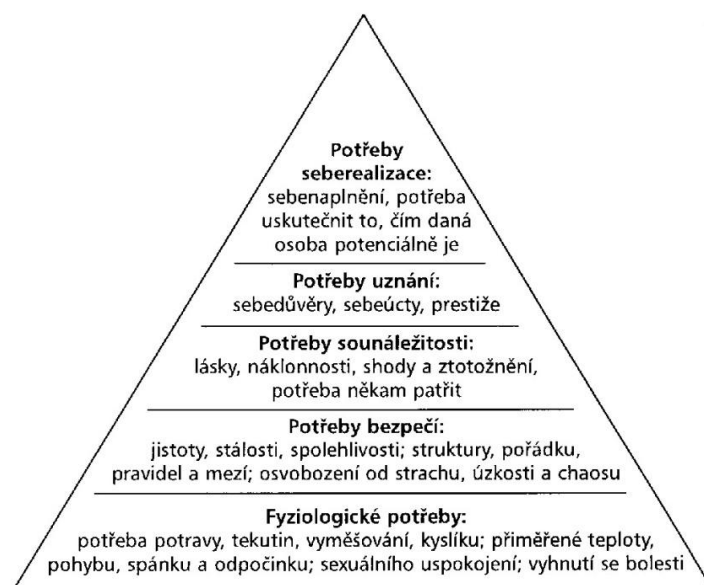 Potřeby
seberealizace:
sebenaplnění, potřeba
uskutečnit to, čím daná
osoba potenciálně je
Potřeby uznání:
sebedůvěry, sebeúcty, prestiže
Potřeby sounáležitosti:
lásky, náklonnosti, shody a ztotožnění,
potřeba někam patřit
Potřeby bezpečí:
jistoty, stálosti, spolehlivosti; struktury, pořádku,
pravidel a mezí; osvobození od strachu, úzkosti a chaosu
Fyziologické potřeby:
potřeba potravy, tekutin, vyměšování, kyslíku; přiměřené teploty,
pohybu, spánku a odpočinku; sexuálního uspokojení; vyhnutí se bolesti